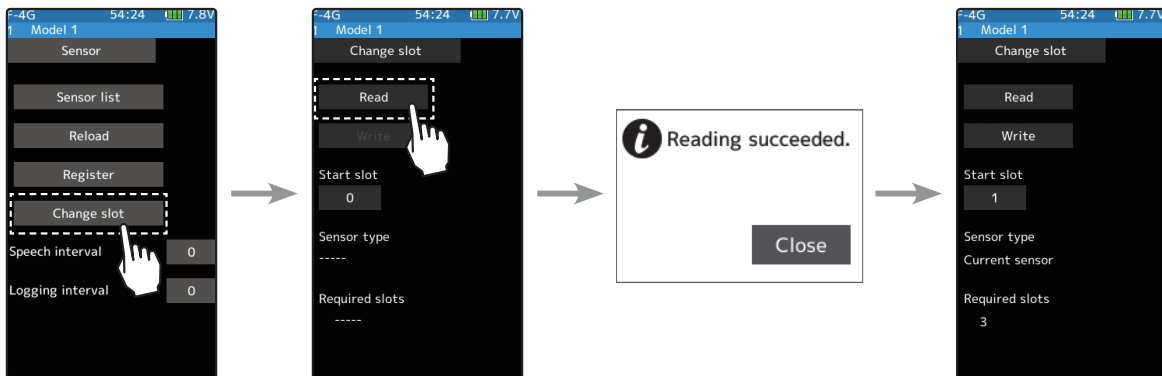 F-4G 54:24 7.8V
1 Model 1
Sensor
Sensor list
Reload
Register
Change slot
Speech interval 0
Logging interval 0
F-4G 54:24 7.7V
1 Model 1
Change slot
Read
Write
Start slot
0
Sensor type
-----
Required slots
-----
i Reading succeeded.
Close
F-4G 54:24 7.7V
1 Model 1
Change slot
Read
Write
Start slot
1
Sensor type
Current sensor
Required slots
3